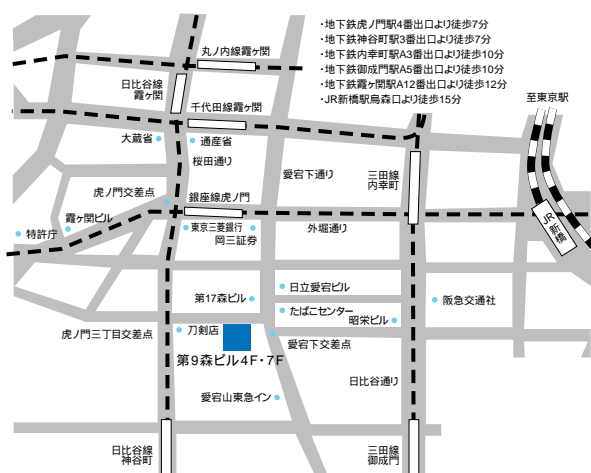 ・地下鉄虎ノ門駅4番出口より徒歩7分
・地下鉄神谷町駅3番出口より徒歩7分
・地下鉄内幸町駅A3番出口より徒歩10分
・地下鉄御成門駅A5番出口より徒歩10分
・地下鉄霞ヶ関駅A12番出口より徒歩12分
・JR新橋駅烏森口より徒歩15分
丸ノ内線霞ヶ関
日比谷線
霞ヶ関
千代田線霞ヶ関
至東京駅
大蔵省
通産省
桜田通り
愛宕下通り
三田線
内幸町
虎ノ門交差点
銀座線虎ノ門
霞ヶ関ビル
特許庁
東京三菱銀行
岡三証券
外堀通り
JR新橋
日立愛宕ビル
第17森ビル
たばこセンター
昭栄ビル
阪急交通社
虎ノ門三丁目交差点
刀剣店
愛宕下交差点
第9森ビル4F・7F
日比谷通り
愛宕山東急イン
日比谷線
神谷町
三田線
御成門